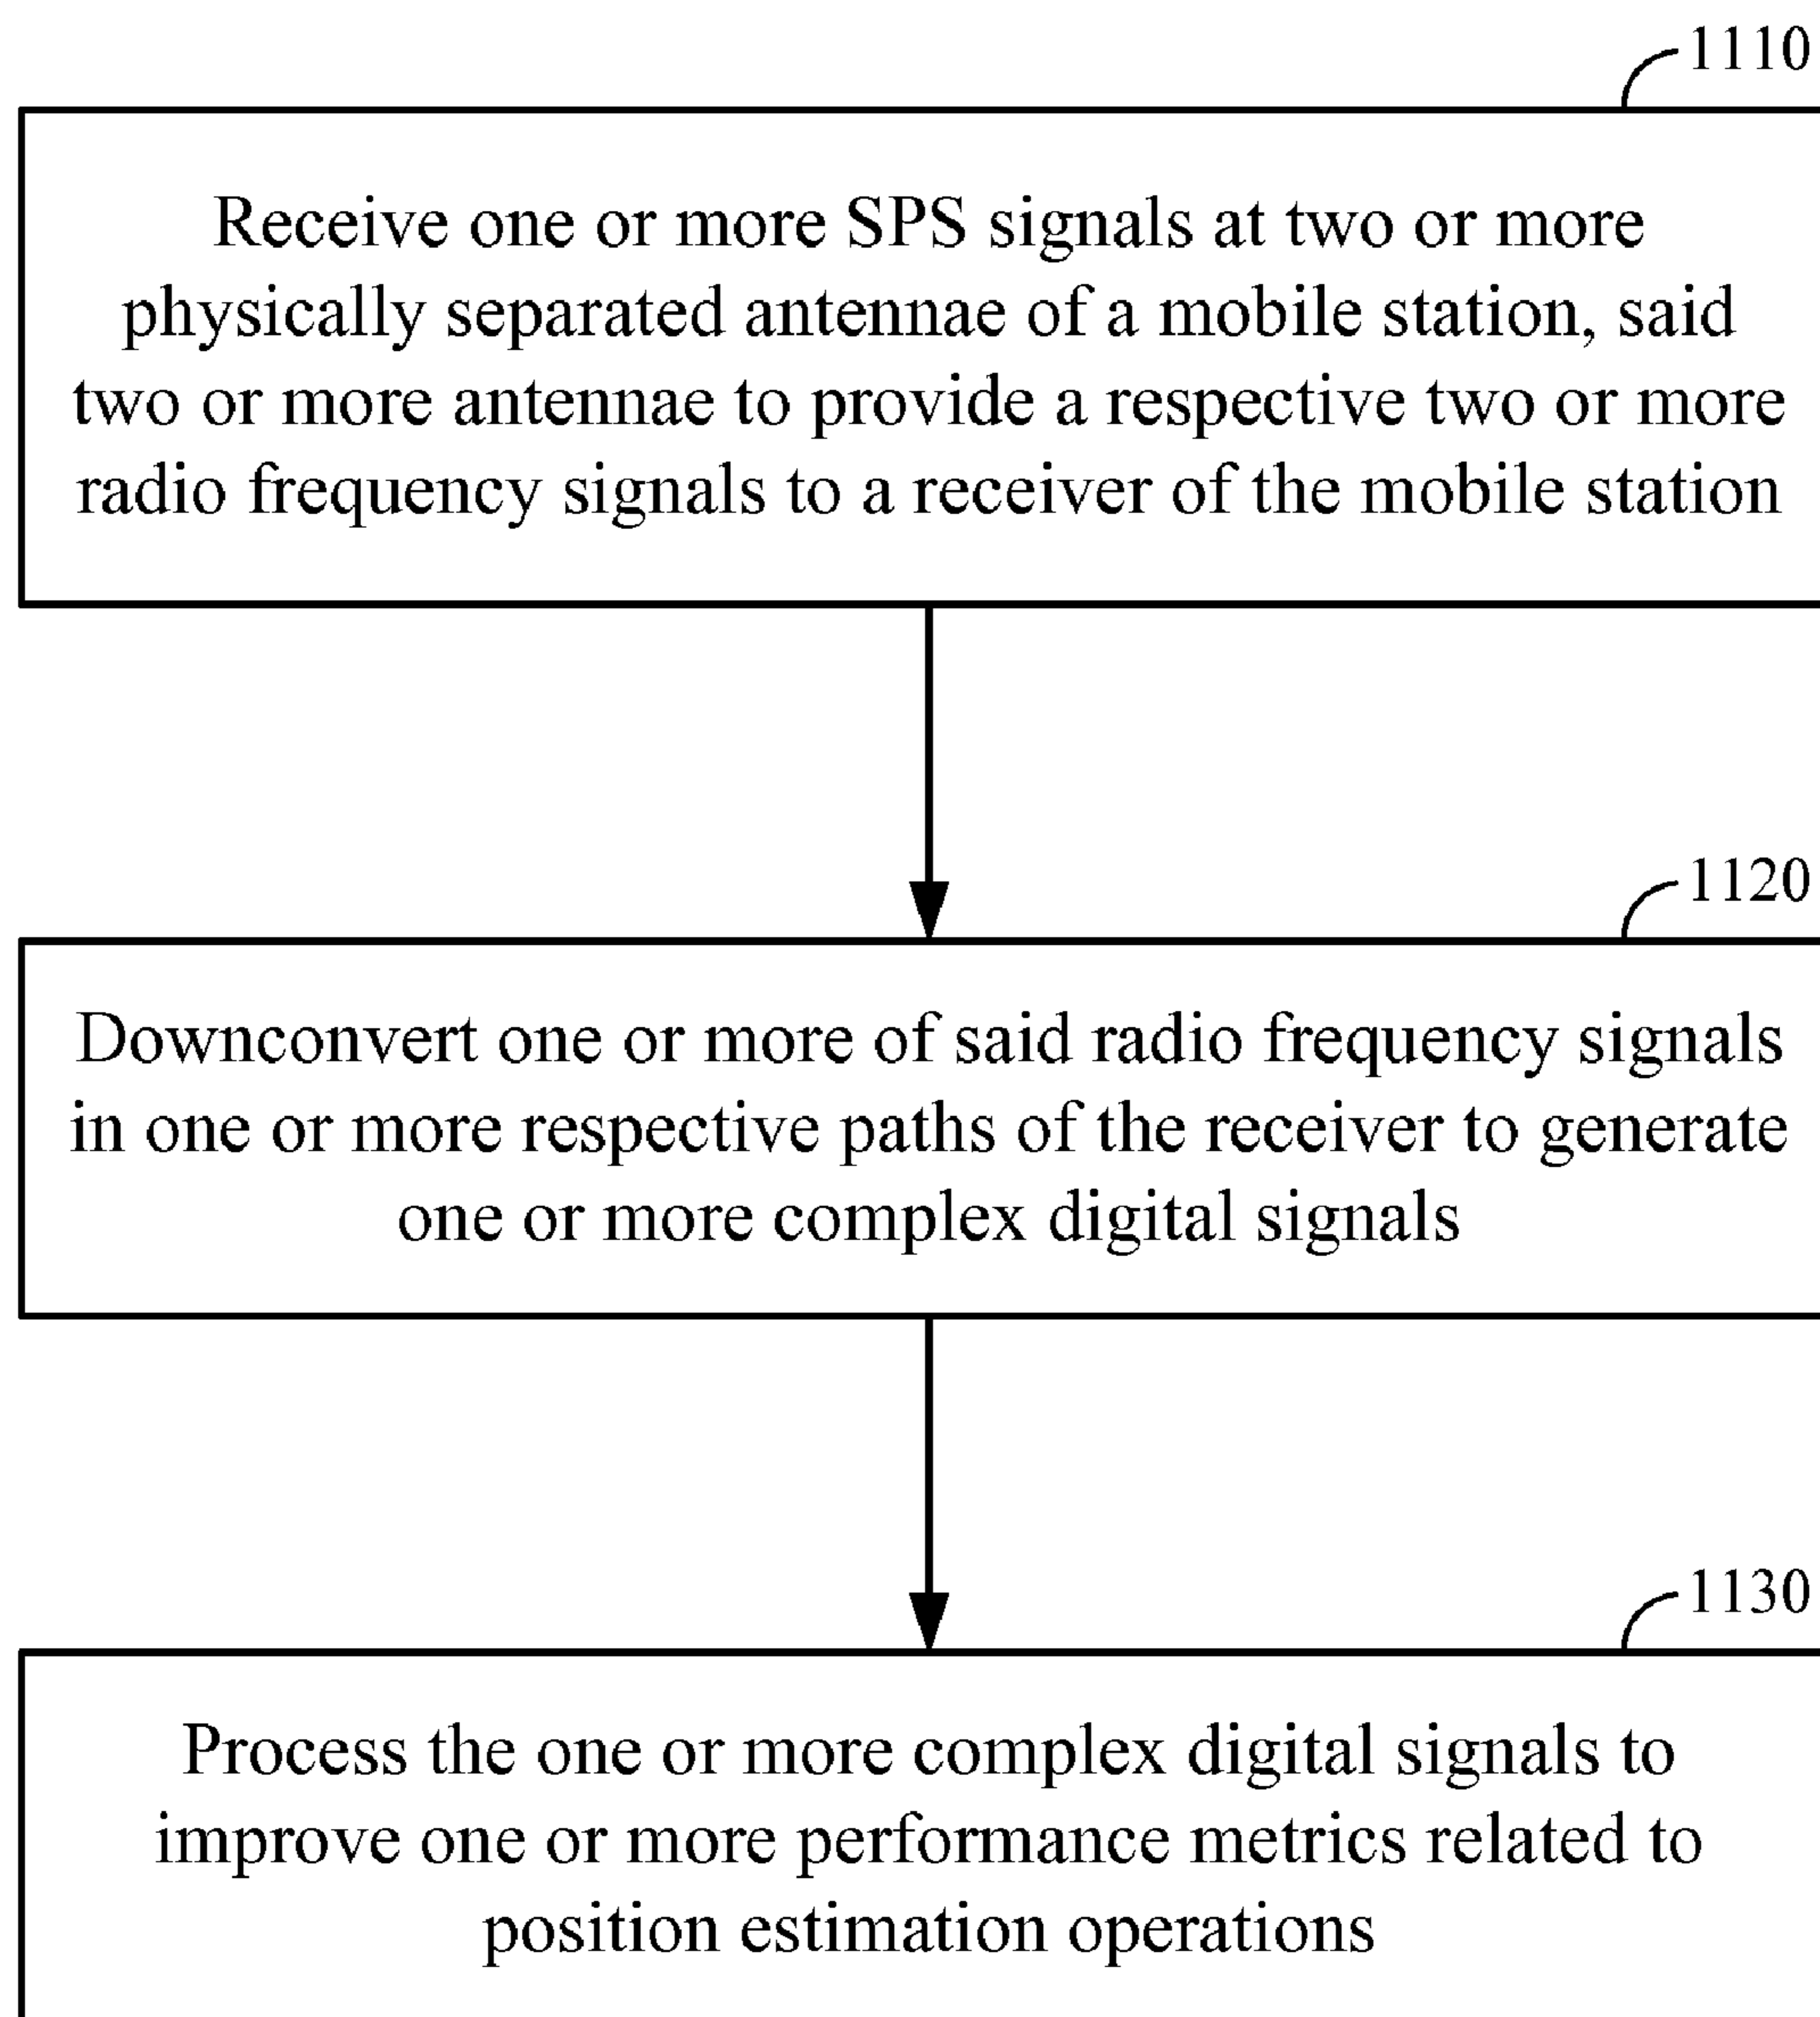 1110
Receive one or more SPS signals at two or more
physically separated antennae of a mobile station, said
two or more antennae to provide a respective two or more
radio frequency signals to a receiver of the mobile station
1120
Downconvert one or more of said radio frequency signals
in one or more respective paths of the receiver to generate
one or more complex digital signals
1130
Process the one or more complex digital signals to
improve one or more performance metrics related to
position estimation operations